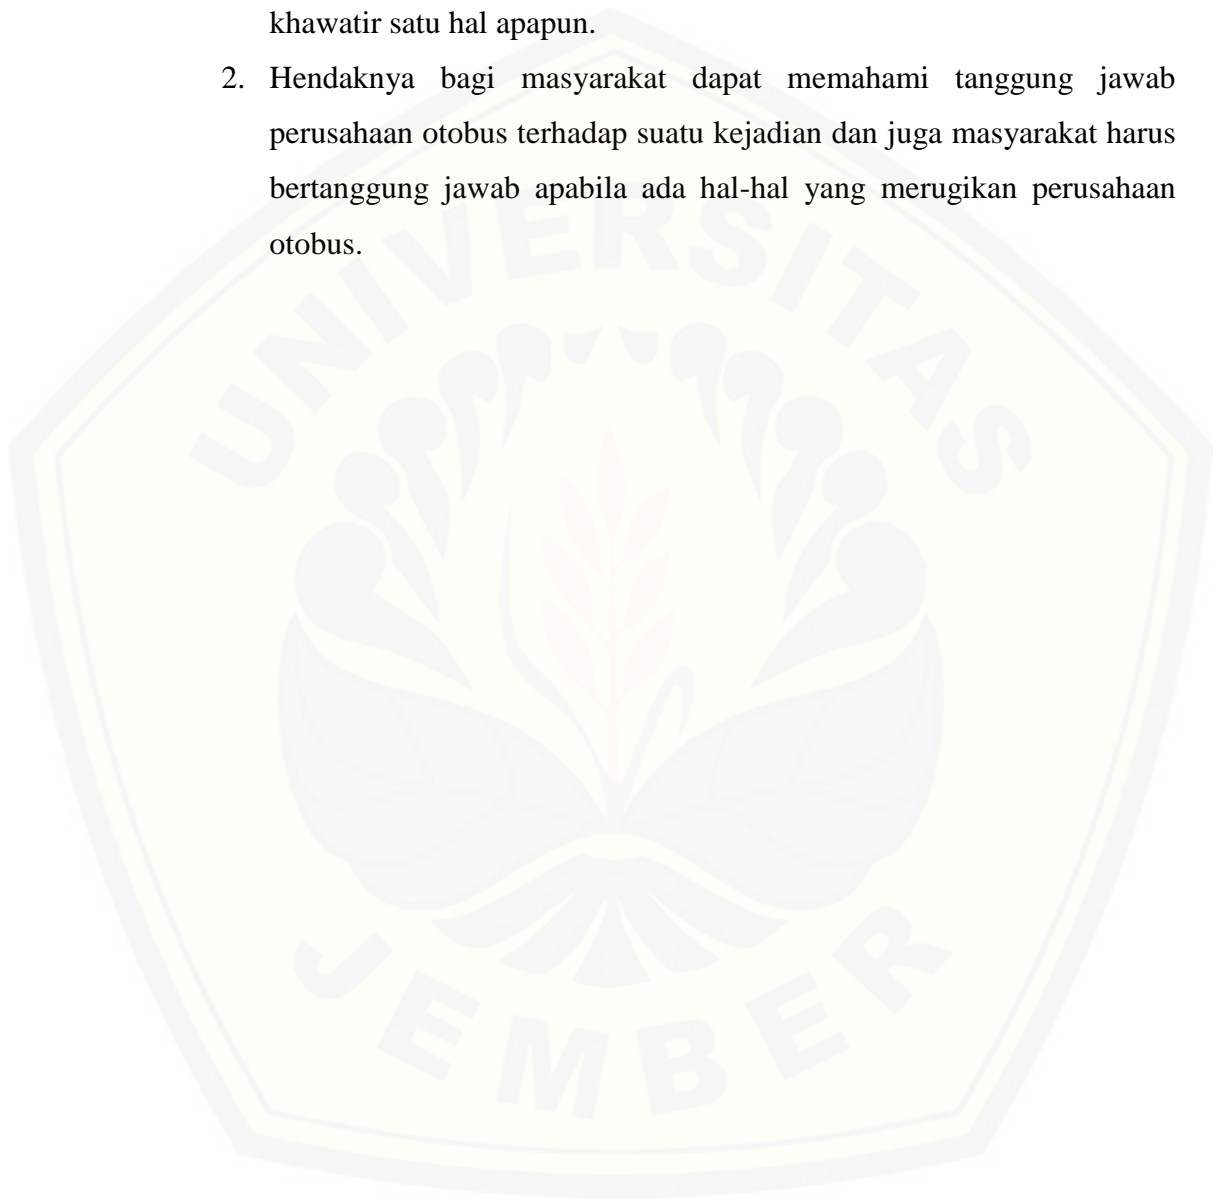 khawatir satu hal apapun.
2. Hendaknya bagi masyarakat dapat memahami tanggung jawab
perusahaan otobus terhadap suatu kejadian dan juga masyarakat harus
bertanggung jawab apabila ada hal-hal yang merugikan perusahaan
otobus.
UNIVERSITAS
JEMBER